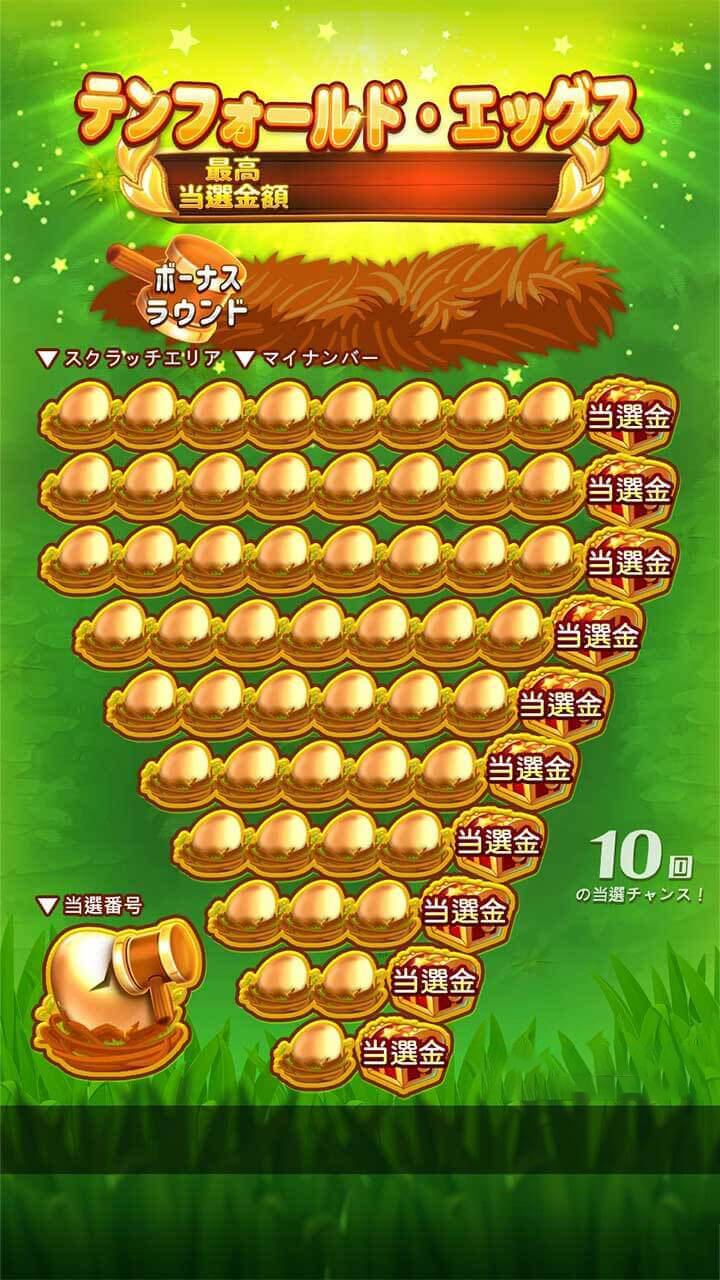 テンフォールド・エッグス
最高
当選金額
ボーナス
ラウンド
▼スクラッチエリア ▼マイナンバー
当選金
当選金
当選金
当選金
当選金
当選金
当選金
10回
の当選チャンス！
▼当選番号
当選金
当選金
当選金